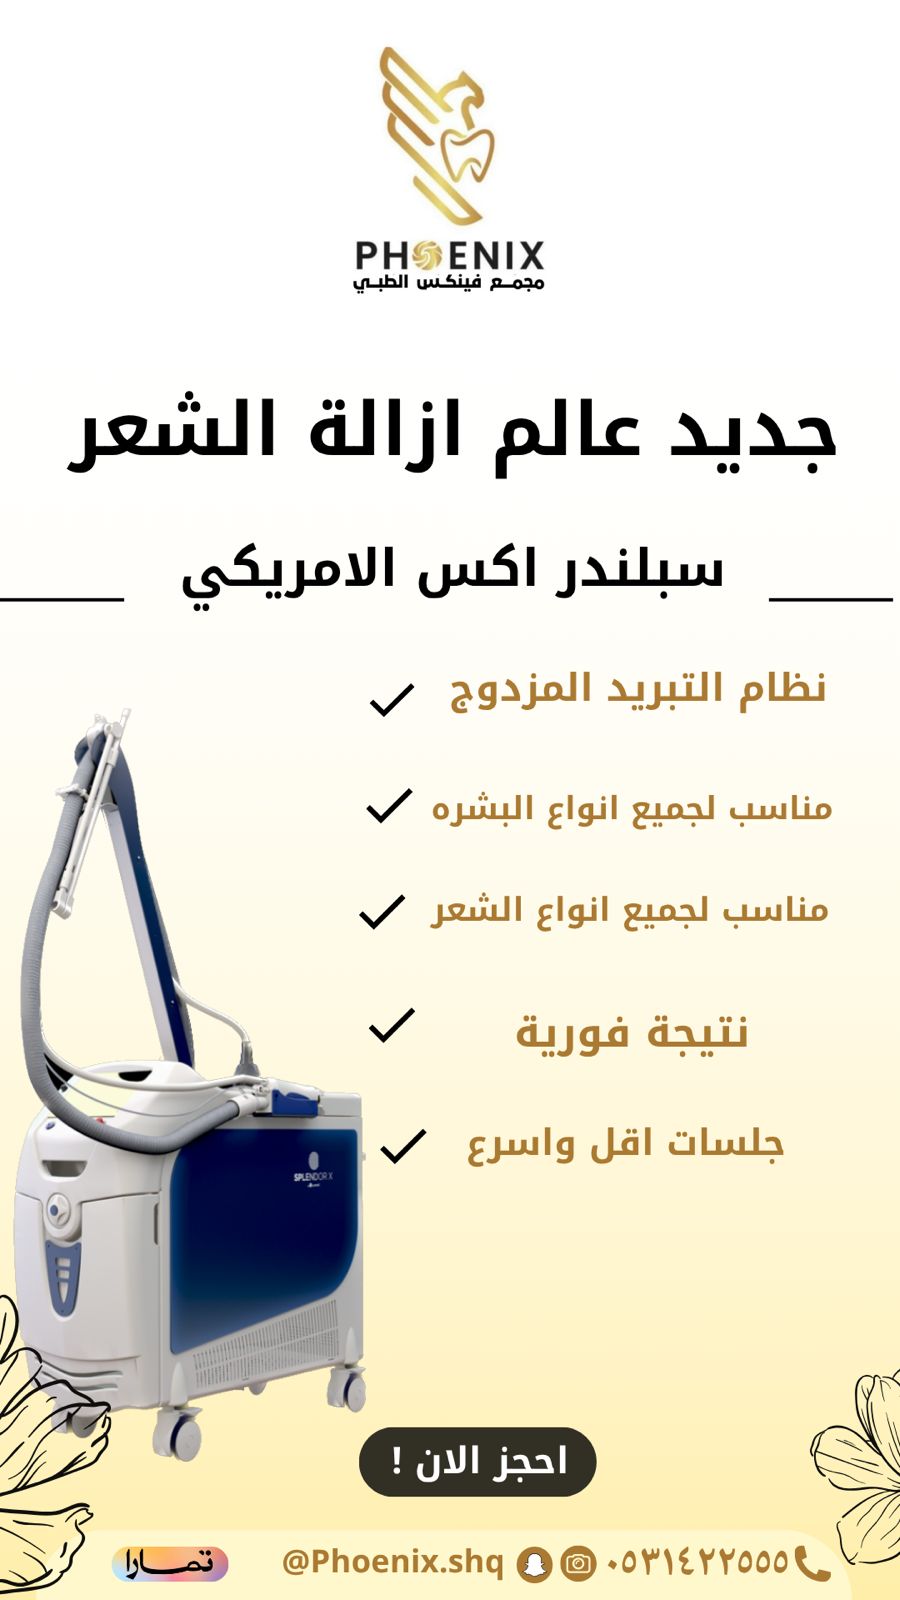 PHOENIX
مجمع فينكس الطبي
جديد عالم ازالة الشعر
سبلندر اكس الامريكي
نظام التبريد المزدوج
مناسب لجميع انواع البشره
مناسب لجميع انواع الشعر
نتيجة فورية
جلسات اقل واسرع
SPLENDOR X
احجز الان !
٠٥٣١٤٢٢٥٥٥
@Phoenix.shq
تمارا